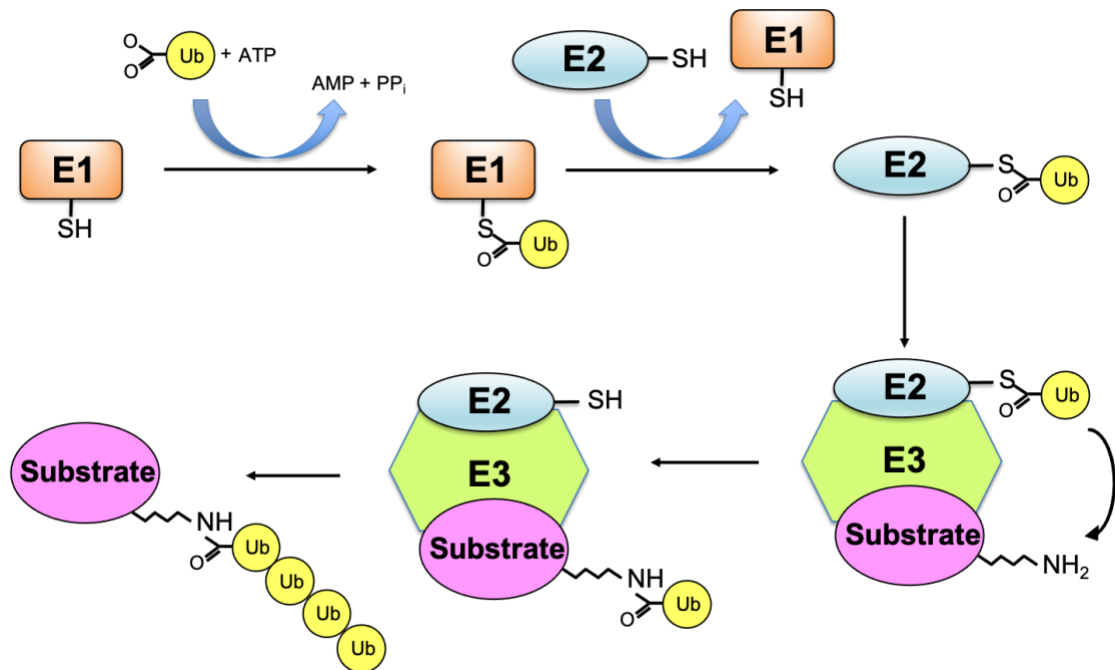 O
O
Ub + ATP
AMP + PPi
E2 SH
E1
SH
E1
SH
E1
S
O
Ub
E2 S
O
Ub
E2 S
O
Ub
E3
Substrate
NH2
E2 SH
E3
Substrate
NH
O
Ub
Substrate
NH
O
Ub
Ub
Ub
Ub